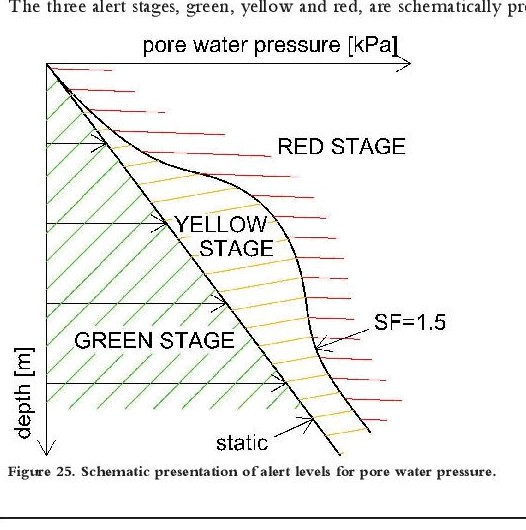 The three alert stages, green, yellow and red, are schematically pr
pore water pressure [kPa]
RED STAGE
YELLOW
STAGE
SF=1.5
GREEN STAGE
depth [m]
static
Figure 25. Schematic presentation of alert levels for pore water pressure.